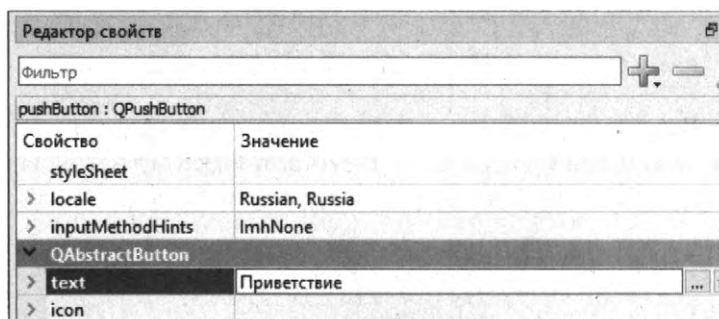 Редактор свойств
Фильтр
pushButton : QPushButton
Свойство Значение
styleSheet
locale Russian, Russia
inputMethodHints ImhNone
QAbstractButton
text Приветствие ...
icon